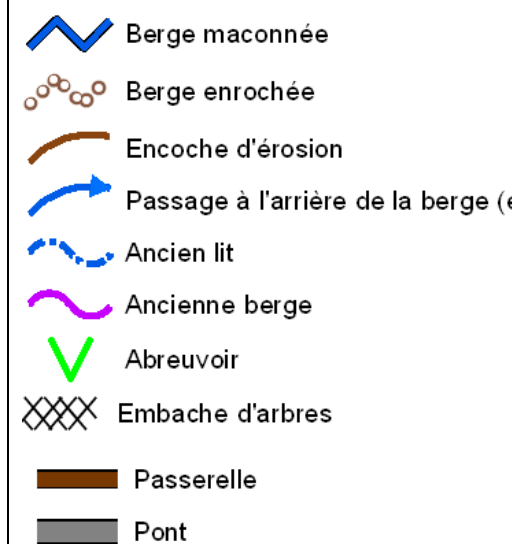 Berge maconnée
Berge enrochée
Encoche d'érosion
Passage à l'arrière de la berge (
Ancien lit
Ancienne berge
Abreuvoir
Embache d'arbres
Passerelle
Pont